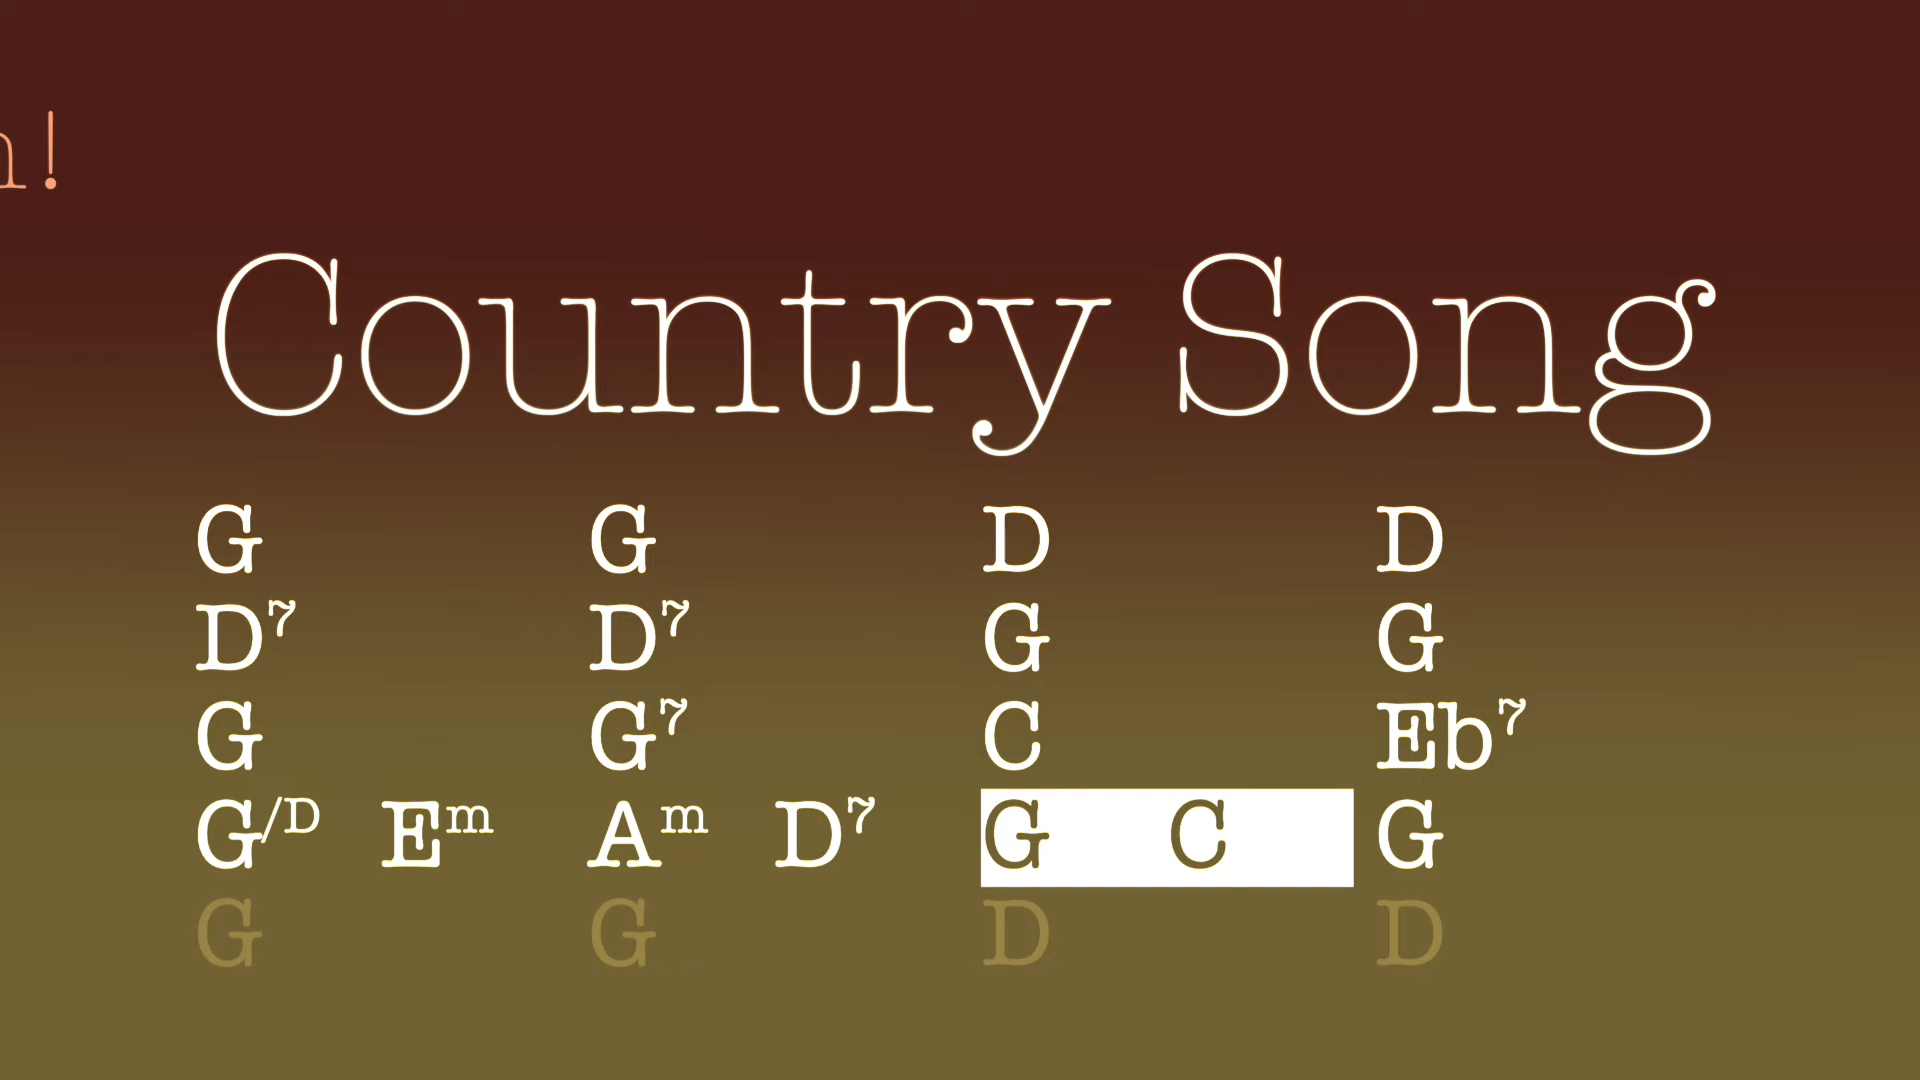 !
Country Song
G G D D
D7 D7 G G
G G7 C Eb7
G/D Em Am D7 G C G
G G D D